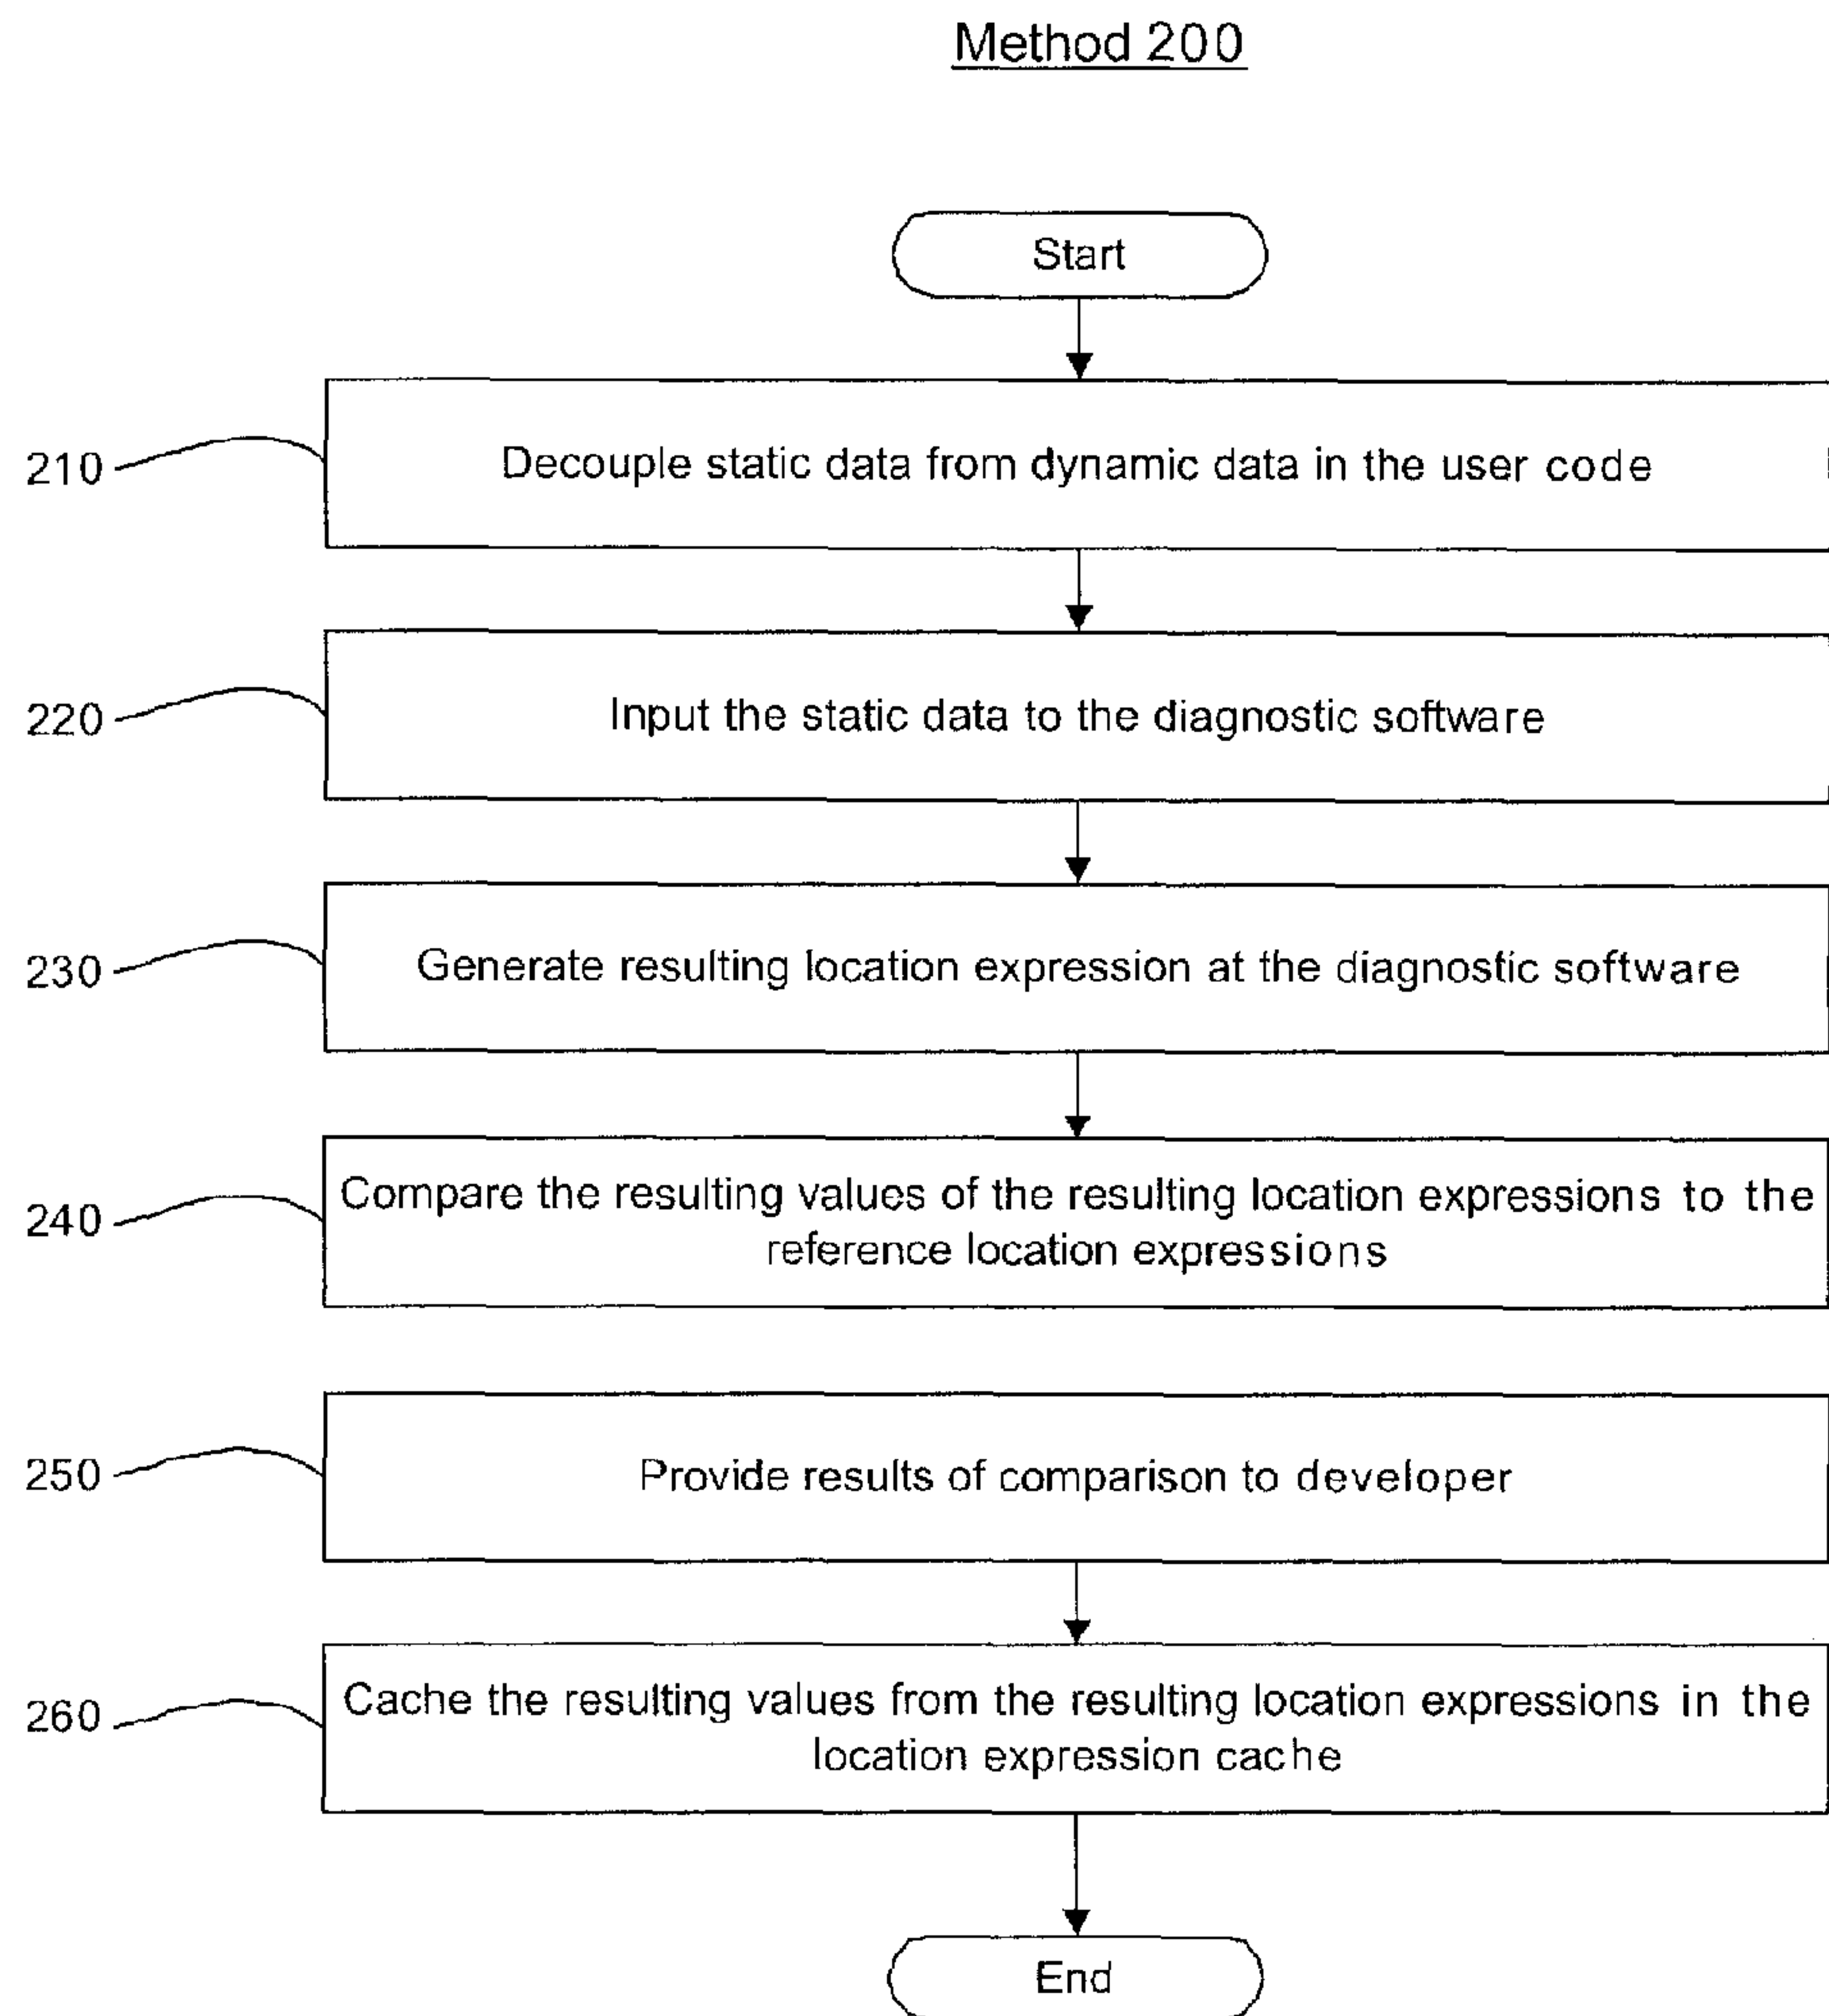 Method 200
Start
210
Decouple static data from dynamic data in the user code
220
Input the static data to the diagnostic software
230
Generate resulting location expression at the diagnostic software
240
Compare the resulting values of the resulting location expressions to the
reference location expressions
250
Provide results of comparison to developer
260
Cache the resulting values from the resulting location expressions in the
location expression cache
End